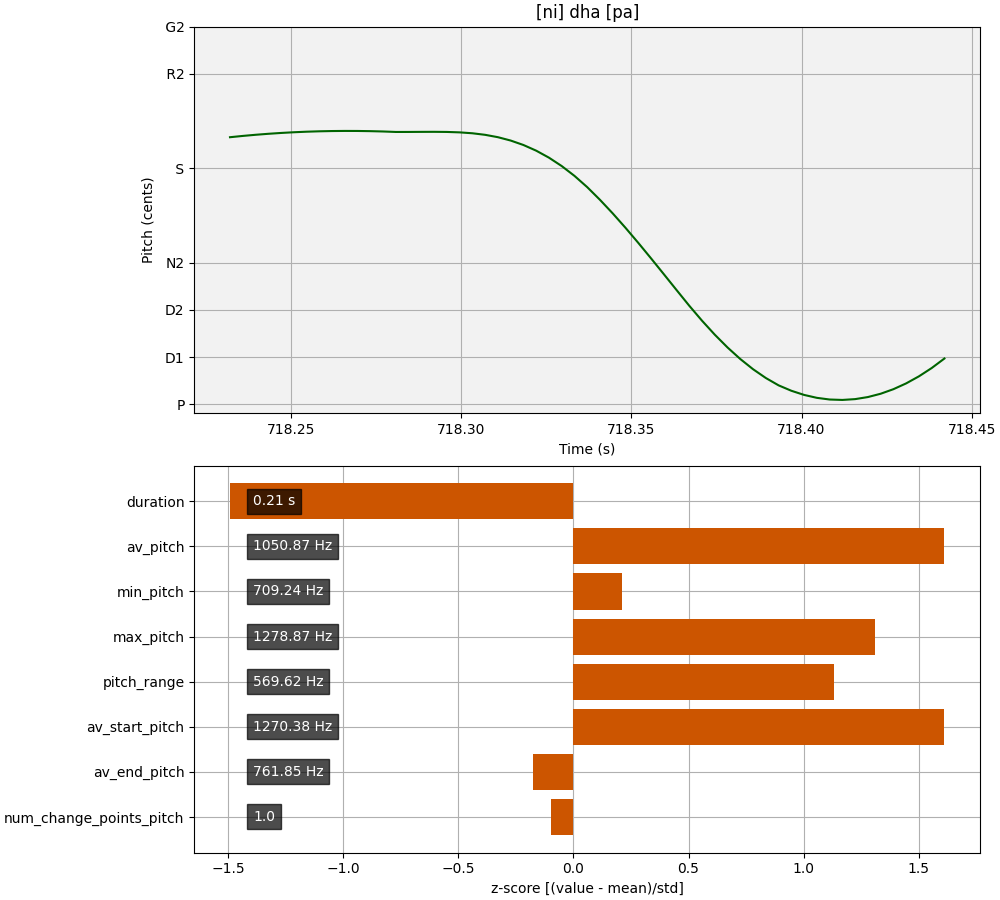 [ni] dha [pa]
G2
R2
S
N2
D2
D1
P
Pitch (cents)
718.25
718.30
718.35
718.40
718.45
Time (s)
duration
0.21 s
av_pitch
1050.87 Hz
min_pitch
709.24 Hz
max_pitch
1278.87 Hz
pitch_range
569.62 Hz
av_start_pitch
1270.38 Hz
av_end_pitch
761.85 Hz
num_change_points_pitch
1.0
−1.5
−1.0
−0.5
0.0
0.5
1.0
1.5
z-score [(value - mean)/std]